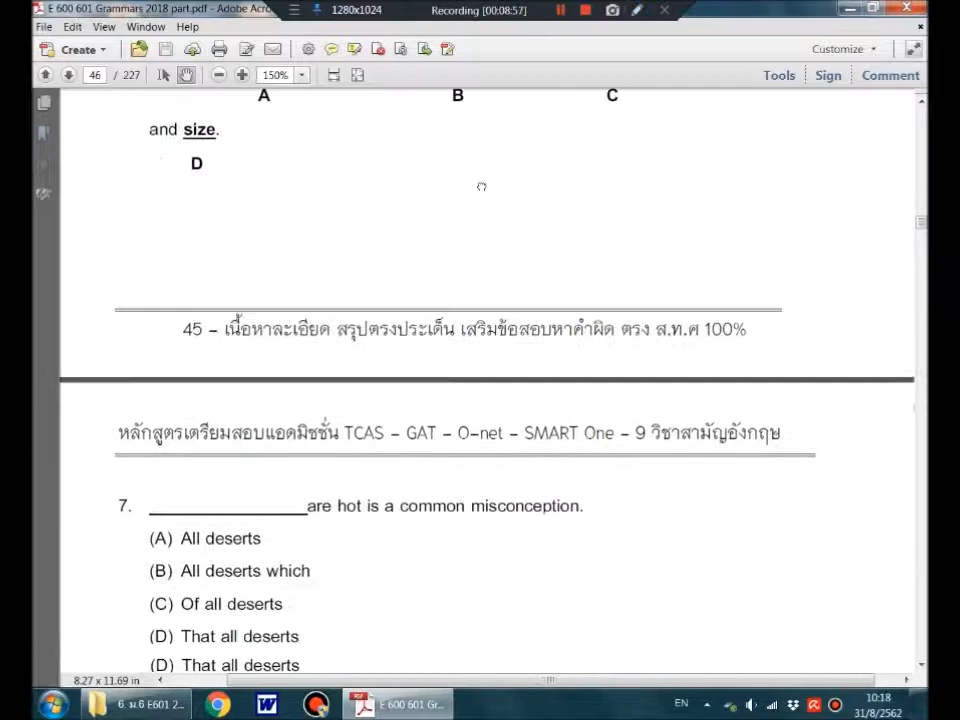 E 600 601 Grammars 2018 part.pdf - Adobe Acro
1280x1024
Recording [00:08:57]
File Edit View Window Help
Create
Customize
46 / 227
150%
Tools Sign Comment
A B C
and size.
D
45 – เนื้อหาละเอียด สรุปตรงประเด็น เสริมข้อสอบหาคำผิด ตรง ส.ท.ศ 100%
หลักสูตรเตรียมสอบแอดมิชชั่น TCAS – GAT – O-net – SMART One – 9 วิชาสามัญอังกฤษ
7. are hot is a common misconception.
(A) All deserts
(B) All deserts which
(C) Of all deserts
(D) That all deserts
(D) That all deserts
8.27 x 11.69 in
6. ม.6 E601 2...
E 600 601 Gr...
EN
10:18
31/8/2562